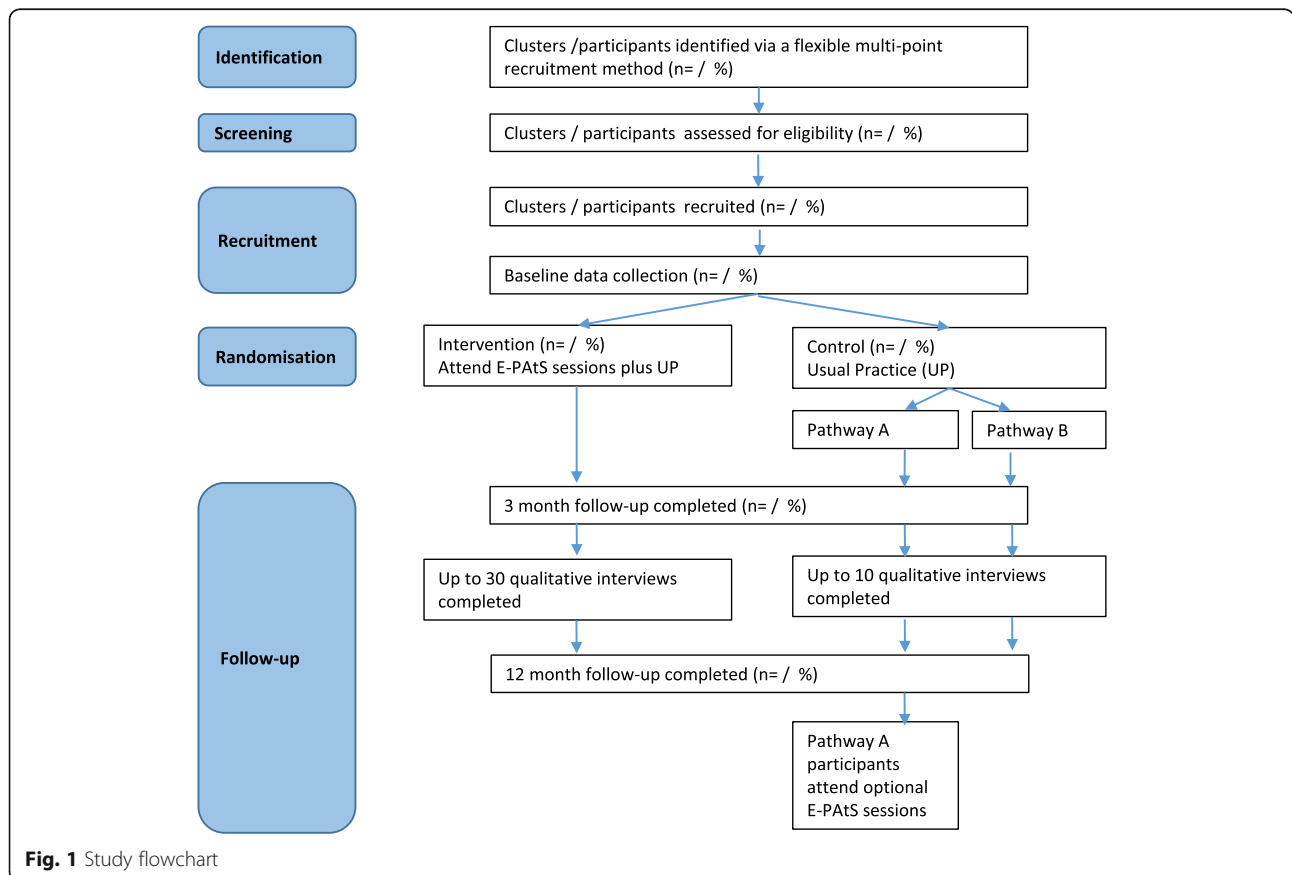 Identification
Clusters /participants identified via a flexible multi-point
recruitment method (n= / %)
Screening
Clusters / participants assessed for eligibility (n= / %)
Recruitment
Clusters / participants recruited (n= / %)
Baseline data collection (n= / %)
Randomisation
Intervention (n= / %)
Attend E-PAtS sessions plus UP
Control (n= / %)
Usual Practice (UP)
Pathway A
Pathway B
Follow-up
3 month follow-up completed (n= / %)
Up to 30 qualitative interviews
completed
Up to 10 qualitative interviews
completed
12 month follow-up completed (n= / %)
Pathway A
participants
attend optional
E-PAtS sessions
Fig. 1 Study flowchart